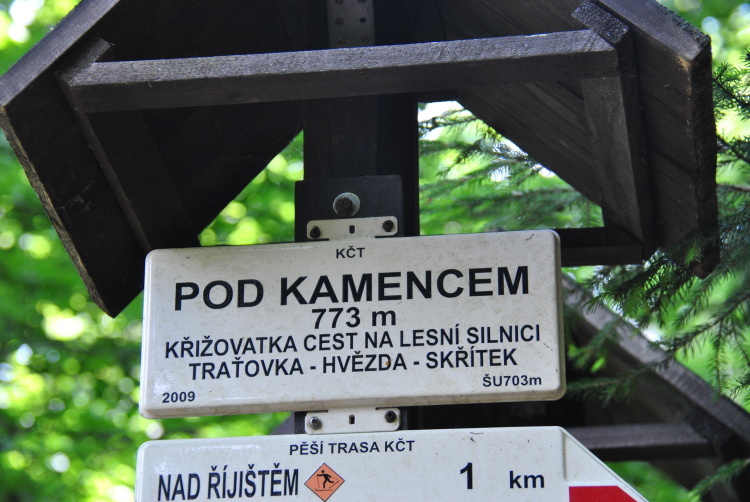 KČT
POD KAMENCEM
773 m
KŘIŽOVATKA CEST NA LESNÍ SILNICI
TRAŤOVKA - HVĚZDA - SKŘÍTEK
2009 ŠU703m
PĚŠÍ TRASA KČT
NAD ŘÍJIŠTĚM 1 km